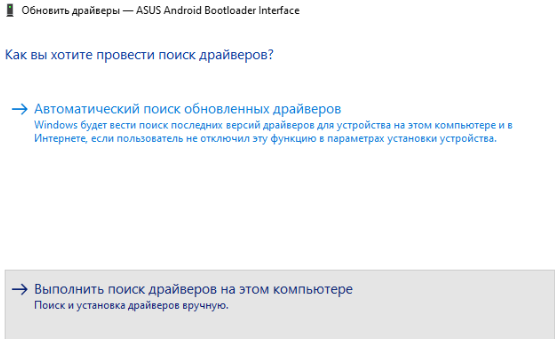 Обновить драйверы — ASUS Android Bootloader Interface
Как вы хотите провести поиск драйверов?
Автоматический поиск обновленных драйверов
Windows будет вести поиск последних версий драйверов для устройства на этом компьютере и в
Интернете, если пользователь не отключил эту функцию в параметрах установки устройства.
Выполнить поиск драйверов на этом компьютере
Поиск и установка драйверов вручную.